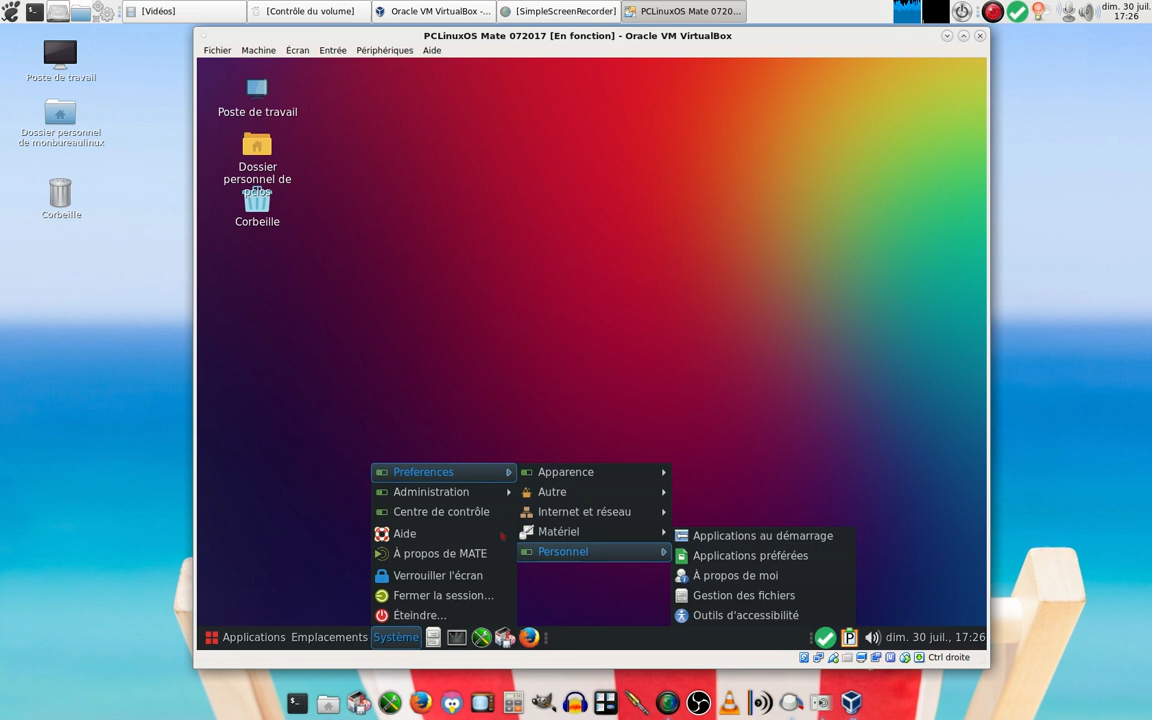 [Vidéos]
[Contrôle du volume]
Oracle VM VirtualBox -...
[SimpleScreenRecorder]
PCLinuxOS Mate 0720...
dim. 30 juil.
17:26
Poste de travail
Dossier personnel
de monbureaulinux
Corbeille
PCLinuxOS Mate 072017 [En fonction] - Oracle VM VirtualBox
Fichier Machine Écran Entrée Périphériques Aide
Poste de travail
Dossier
personnel de
pclos
Corbeille
Preferences
Administration
Centre de contrôle
Aide
À propos de MATE
Verrouiller l'écran
Fermer la session...
Éteindre...
Apparence
Autre
Internet et réseau
Matériel
Personnel
Applications au démarrage
Applications préférées
À propos de moi
Gestion des fichiers
Outils d'accessibilité
Applications Emplacements Système
dim. 30 juil., 17:26
Ctrl droite